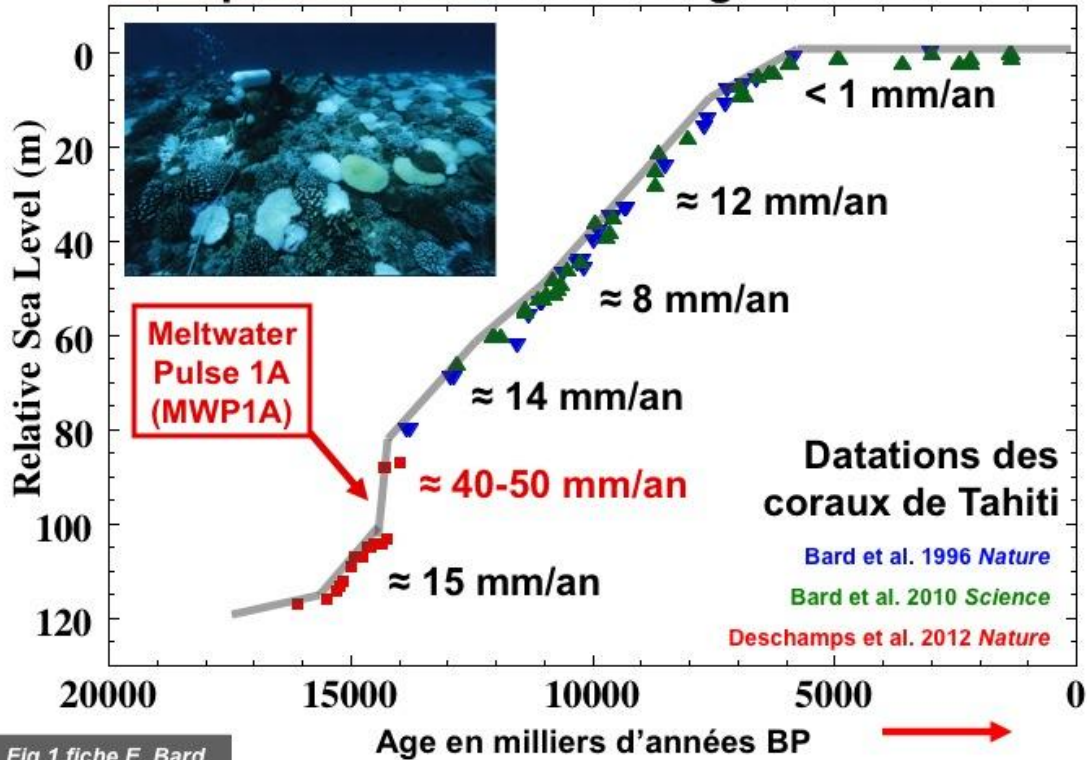 0
20
40
60
80
100
120
Relative Sea Level (m)
< 1 mm/an
≈ 12 mm/an
≈ 8 mm/an
Meltwater
Pulse 1A
(MWP1A)
≈ 14 mm/an
≈ 40-50 mm/an
≈ 15 mm/an
Datations des
coraux de Tahiti
Bard et al. 1996 Nature
Bard et al. 2010 Science
Deschamps et al. 2012 Nature
20000 15000 10000 5000 0
Age en milliers d’années BP
Fig 1 fiche E. Bard